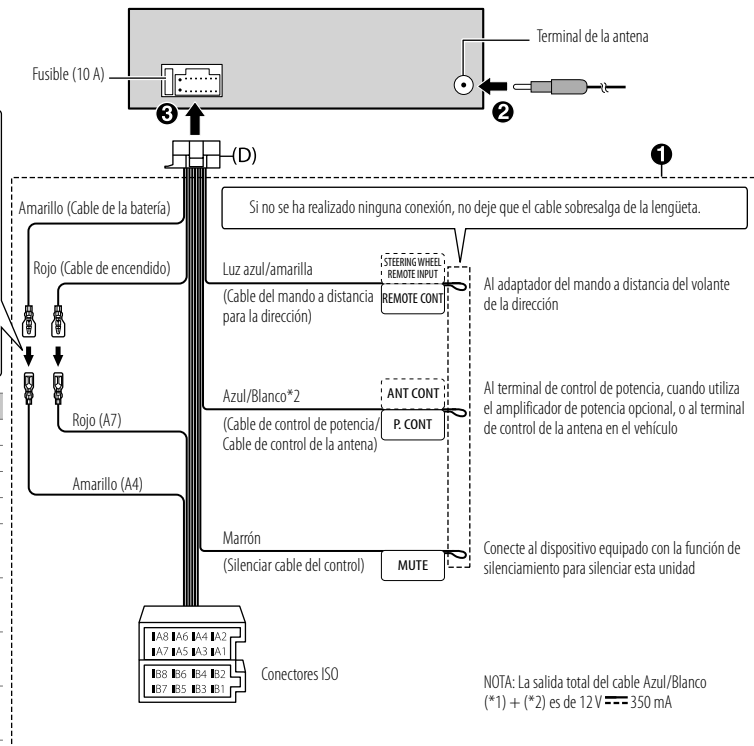 Terminal de la antena
Fusible (10 A)
❸
❷
(D)
❶
Amarillo (Cable de la batería)
Si no se ha realizado ninguna conexión, no deje que el cable sobresalga de la lengüeta.
Rojo (Cable de encendido)
Luz azul/amarilla
(Cable del mando a distancia
para la dirección)
STEERING WHEEL
REMOTE INPUT
REMOTE CONT
Al adaptador del mando a distancia del volante
de la dirección
Azul/Blanco*2
(Cable de control de potencia/
Cable de control de la antena)
ANT CONT
P. CONT
Al terminal de control de potencia, cuando utiliza
el amplificador de potencia opcional, o al terminal
de control de la antena en el vehículo
Rojo (A7)
Amarillo (A4)
Marrón
(Silenciar cable del control)
MUTE
Conecte al dispositivo equipado con la función de
silenciamiento para silenciar esta unidad
A8 A6 A4 A2
A7 A5 A3 A1
B8 B6 B4 B2
B7 B5 B3 B1
Conectores ISO
NOTA: La salida total del cable Azul/Blanco
(*1) + (*2) es de 12 V ⎓ 350 mA